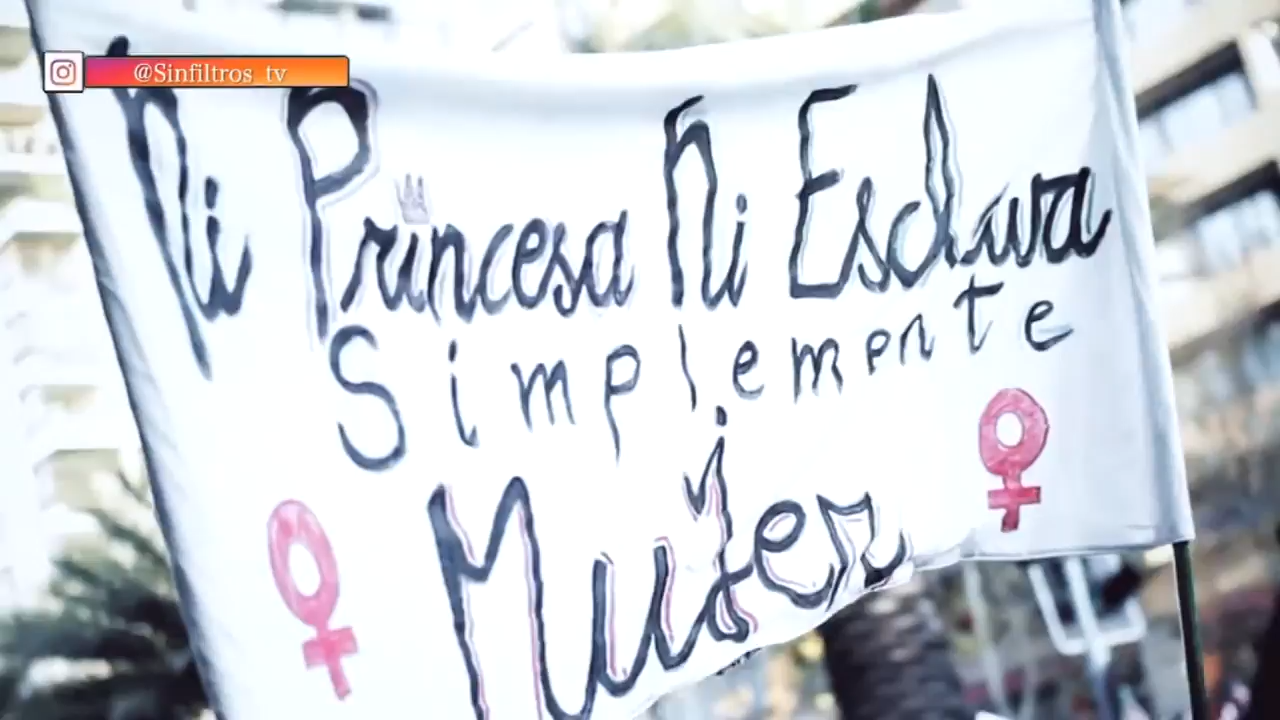 @Sinfiltros_tv
Ni Princesa Ni Esclava
Simplemente
Mujer